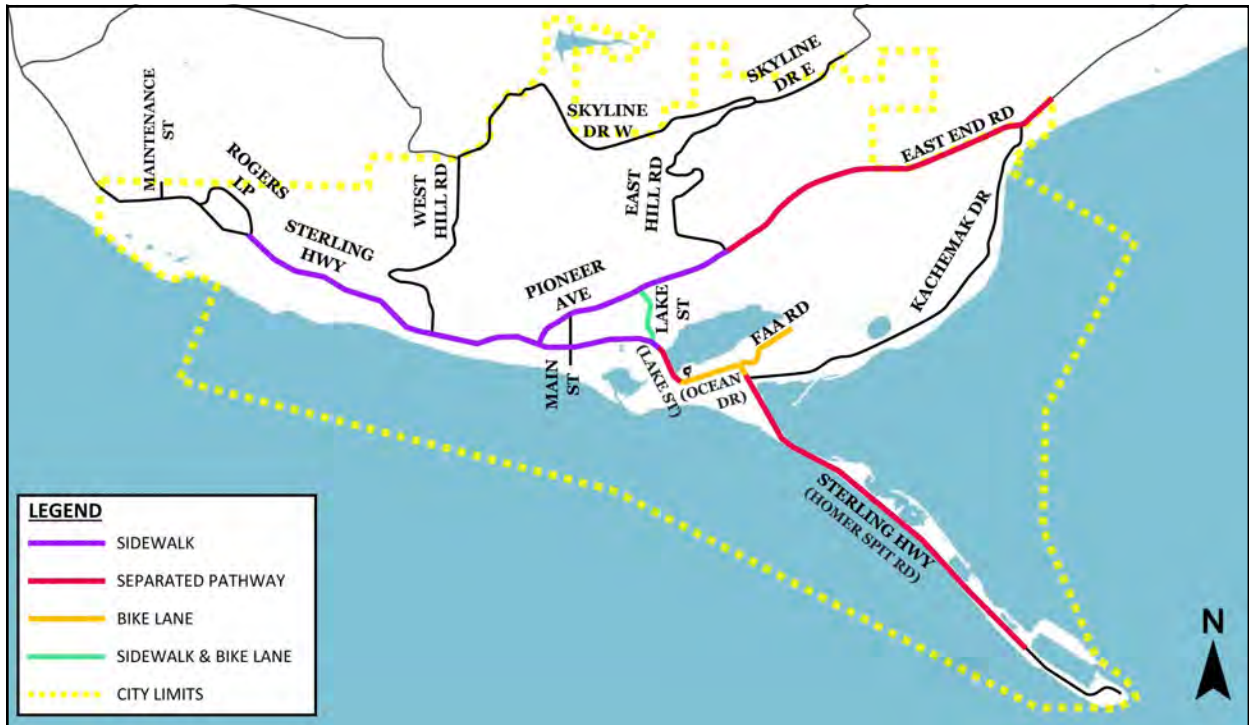 MAINTENANCE
ST
ROGERS
LP
STERLING
HWY
WEST
HILL RD
SKYLINE
DR W
SKYLINE
DR E
EAST
HILL RD
EAST END RD
KACHEMAK DR
PIONEER
AVE
LAKE
ST
FAA RD
MAIN
ST
(LAKE ST)
(OCEAN
DR)
STERLING HWY
(HOMER SPIT RD)
LEGEND
SIDEWALK
SEPARATED PATHWAY
BIKE LANE
SIDEWALK & BIKE LANE
CITY LIMITS
N